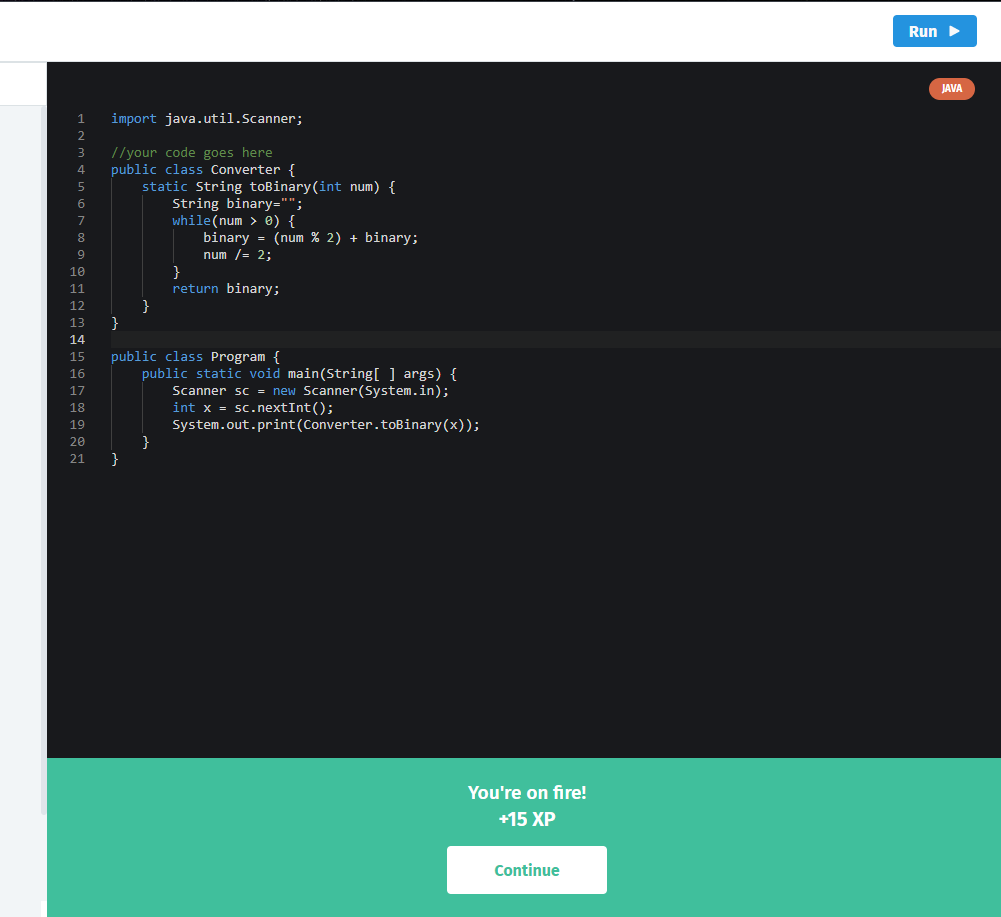 Run
JAVA
1 import java.util.Scanner;
2
3 //your code goes here
4 public class Converter {
5     static String toBinary(int num) {
6         String binary="";
7         while(num > 0) {
8             binary = (num % 2) + binary;
9             num /= 2;
10         }
11         return binary;
12     }
13 }
14
15 public class Program {
16     public static void main(String[ ] args) {
17         Scanner sc = new Scanner(System.in);
18         int x = sc.nextInt();
19         System.out.print(Converter.toBinary(x));
20     }
21 }
You're on fire!
+15 XP
Continue